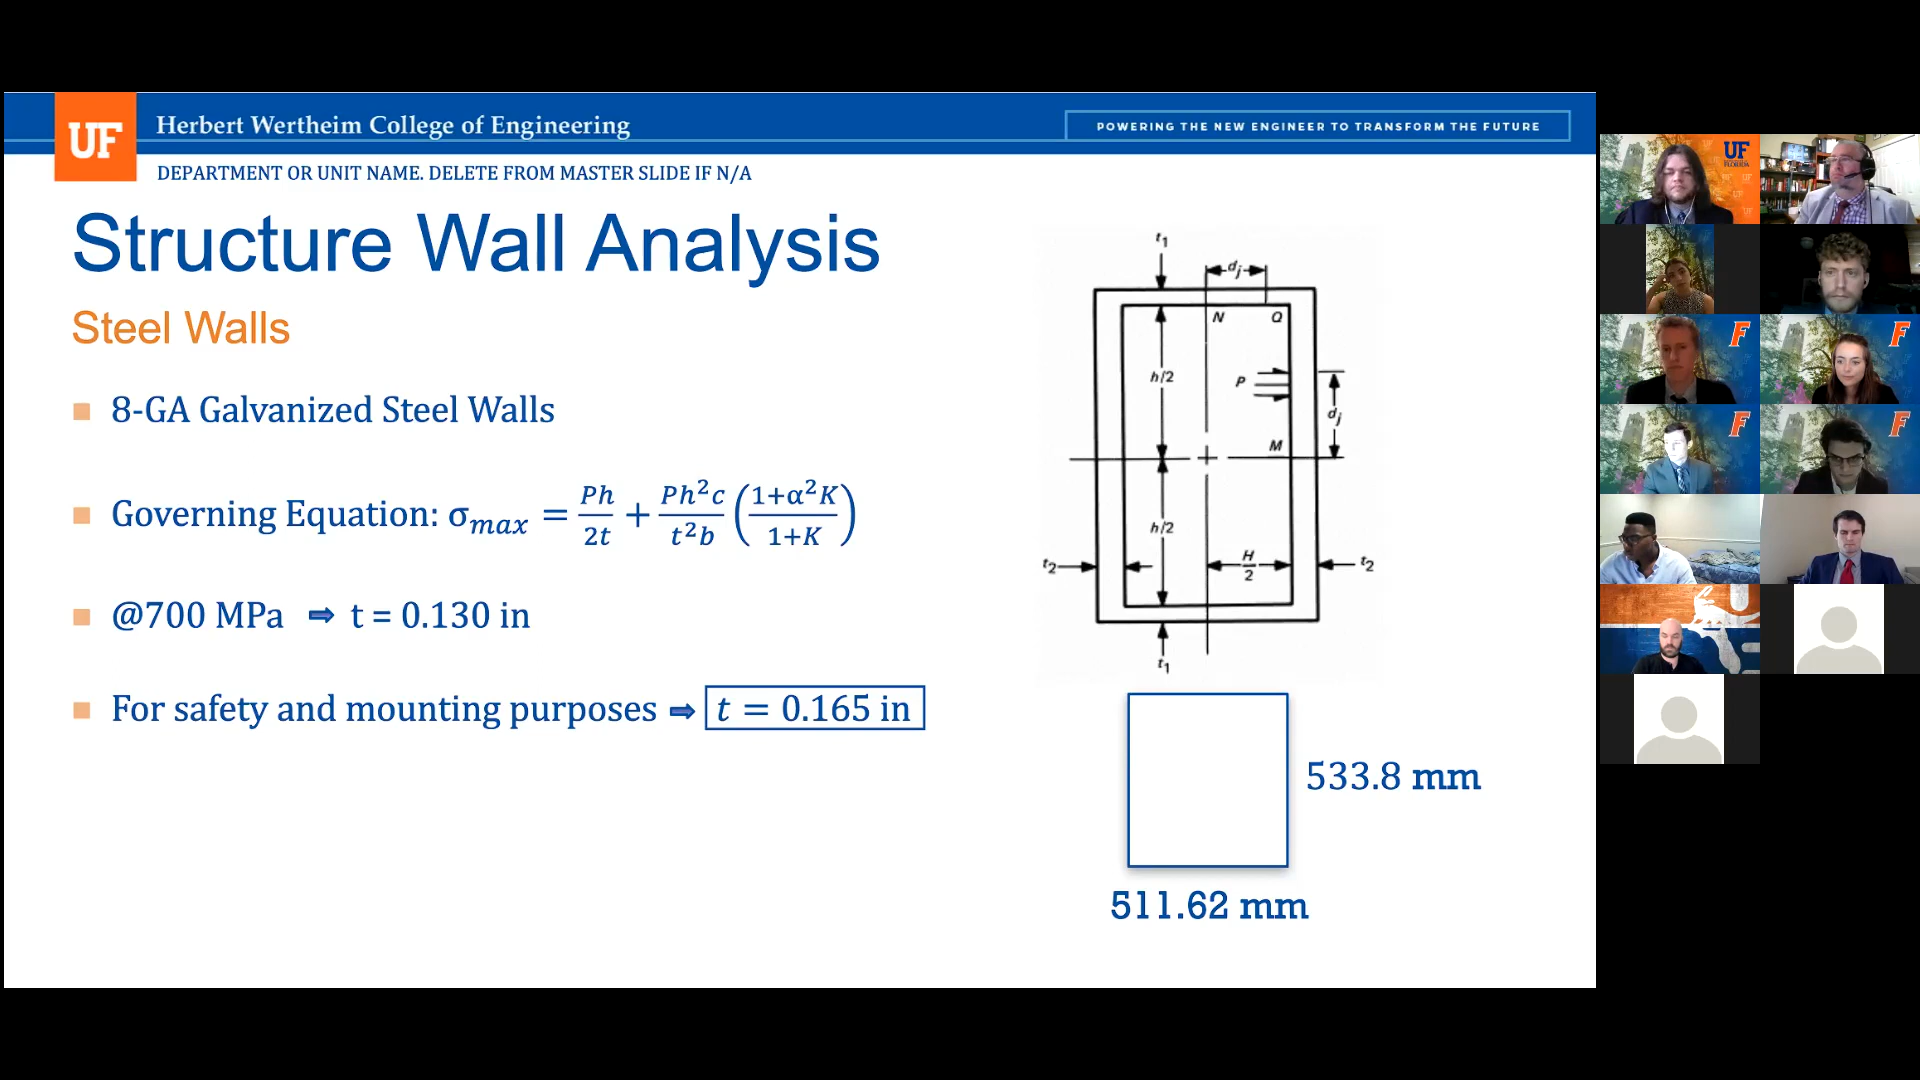 UF
Herbert Wertheim College of Engineering
POWERING THE NEW ENGINEER TO TRANSFORM THE FUTURE
DEPARTMENT OR UNIT NAME. DELETE FROM MASTER SLIDE IF N/A
Structure Wall Analysis
Steel Walls
8-GA Galvanized Steel Walls
Governing Equation: σ_max = Ph/2t + Ph²c/t²b ((1+α²K)/(1+K))
@700 MPa ⇒ t = 0.130 in
For safety and mounting purposes ⇒ t = 0.165 in
t₁
dⱼ
N
Q
h/2
P
dⱼ
M
h/2
t₂
H/2
t₂
t₁
533.8 mm
511.62 mm
UF
F
F
F
F